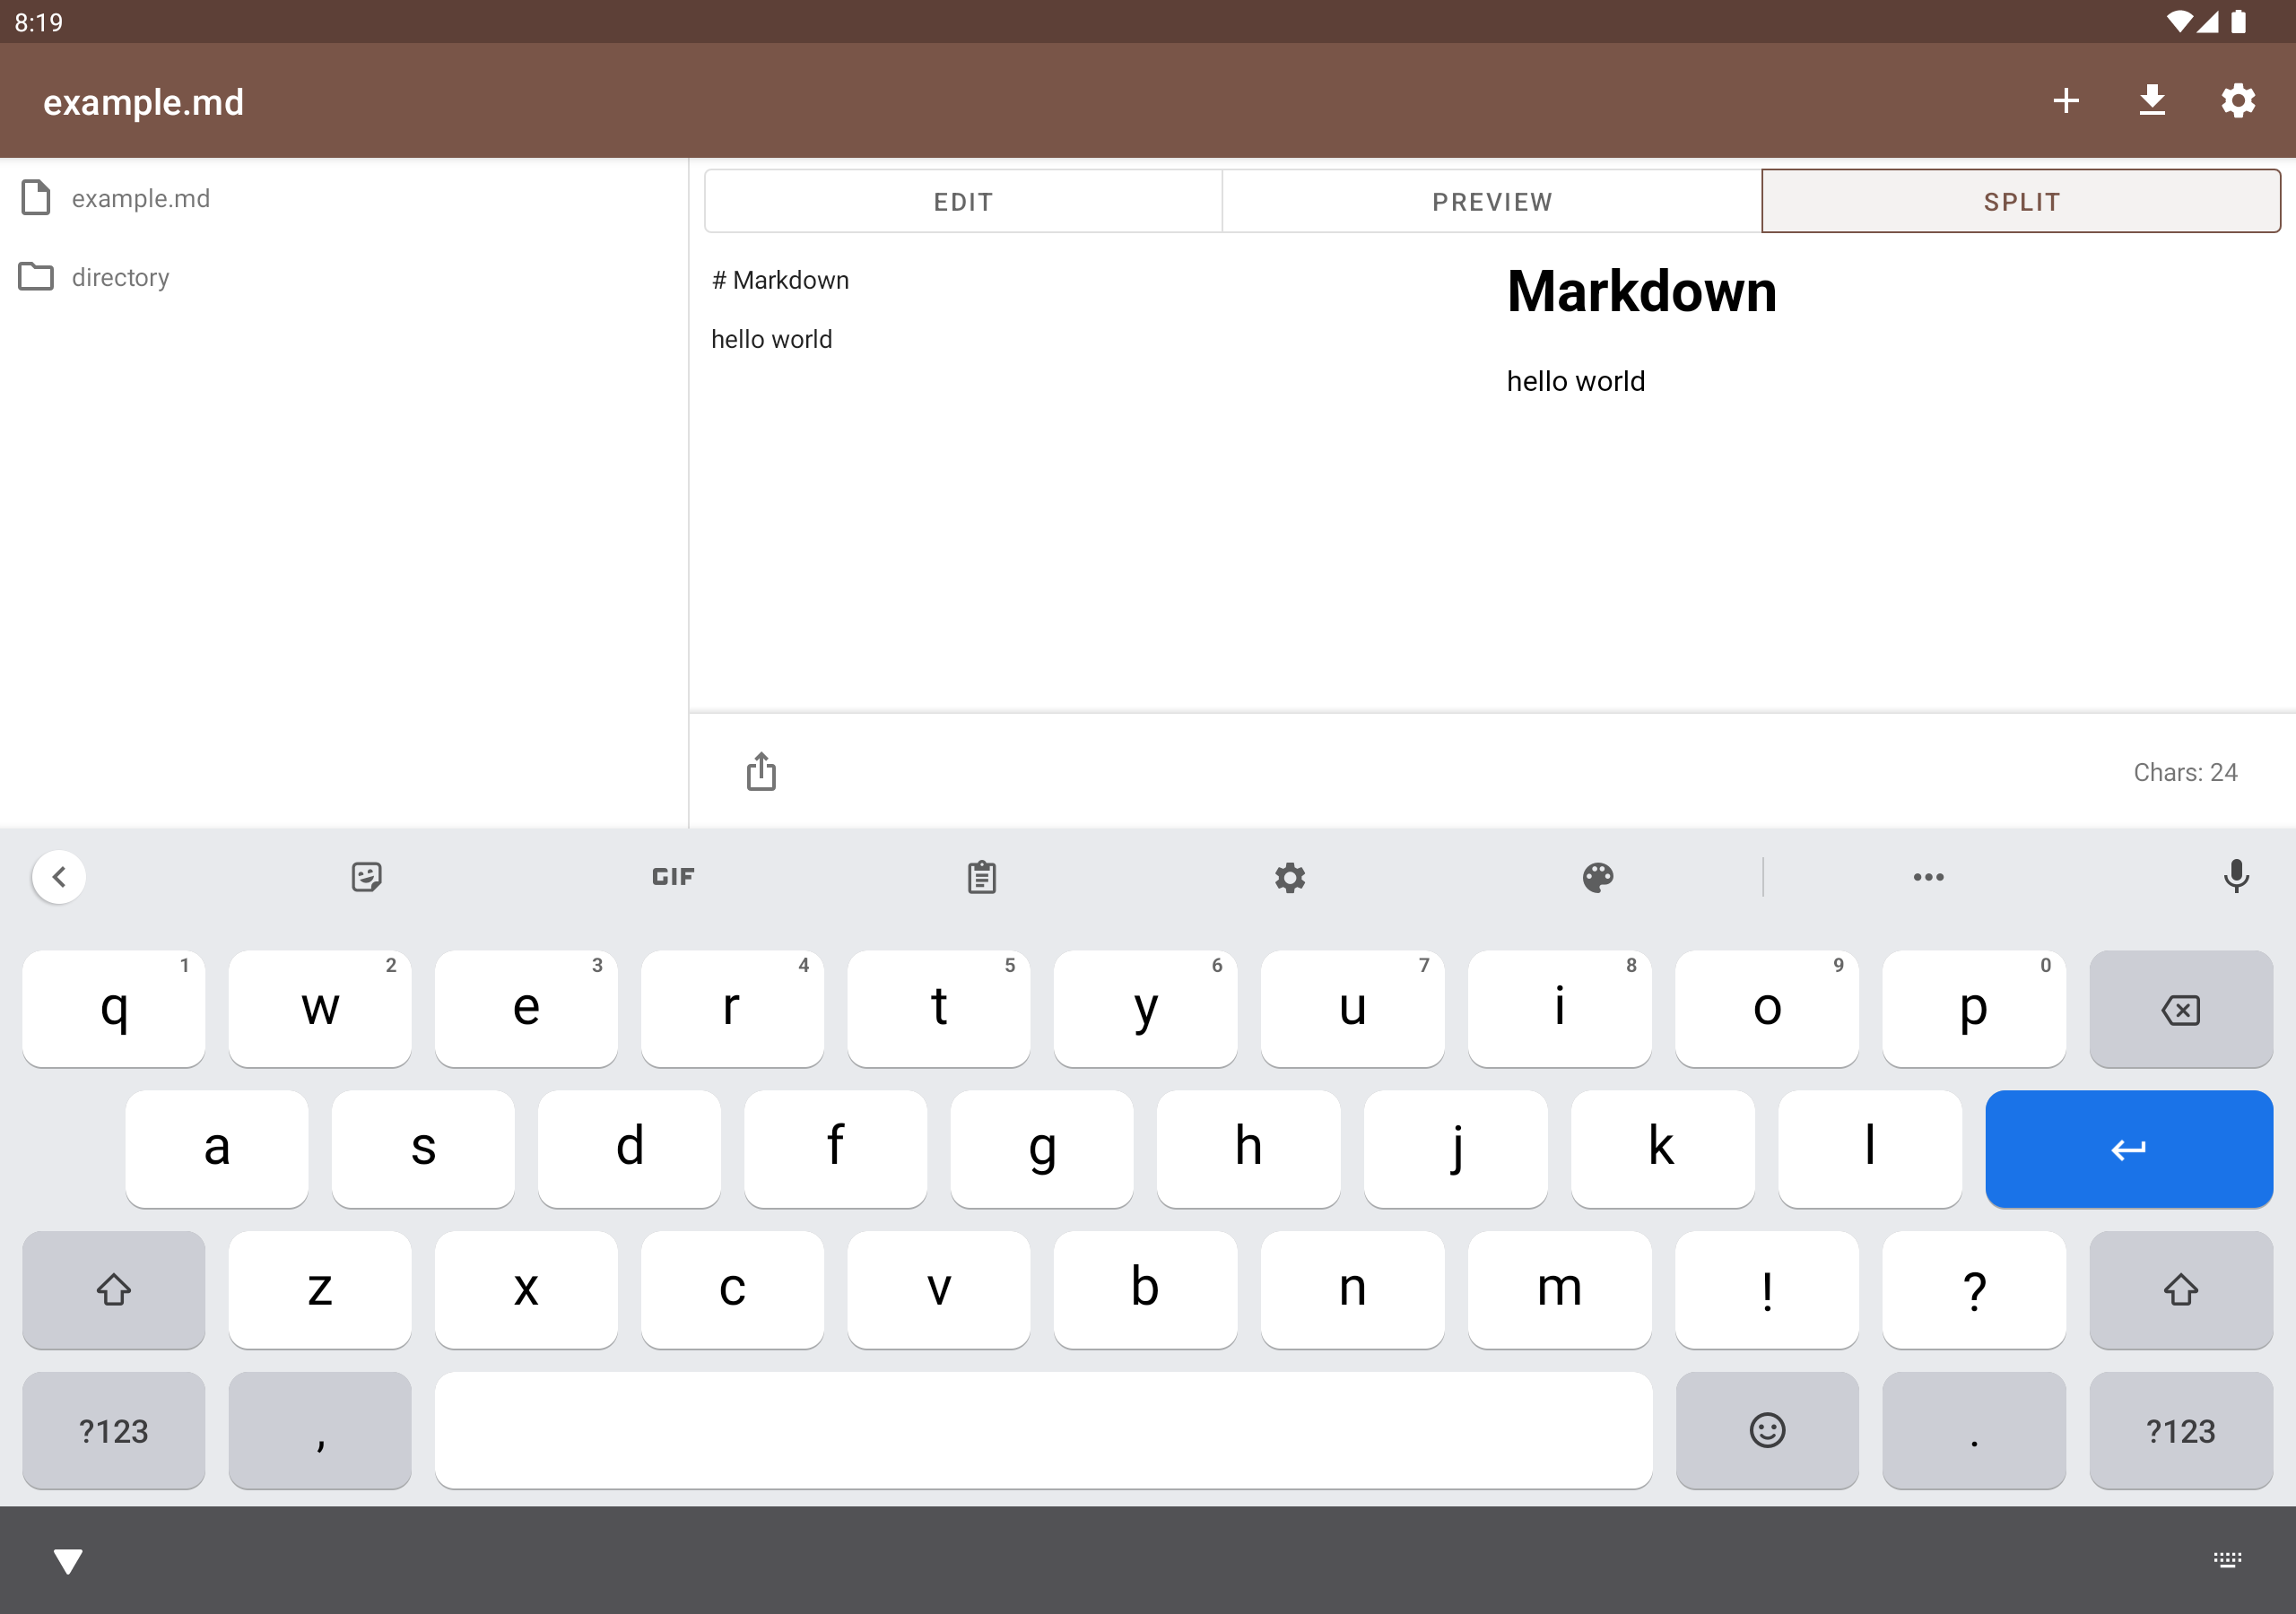 8:19
example.md
example.md
directory
EDIT PREVIEW SPLIT
# Markdown
hello world
Markdown
hello world
Chars: 24
GIF
q 1 w 2 e 3 r 4 t 5 y 6 u 7 i 8 o 9 p 0
a s d f g h j k l
z x c v b n m ! ?
?123 , . ?123